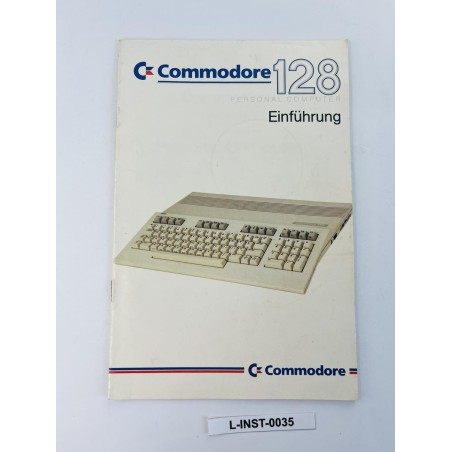 Commodore 128
PERSONAL COMPUTER
Einführung
Commodore
L-INST-0035